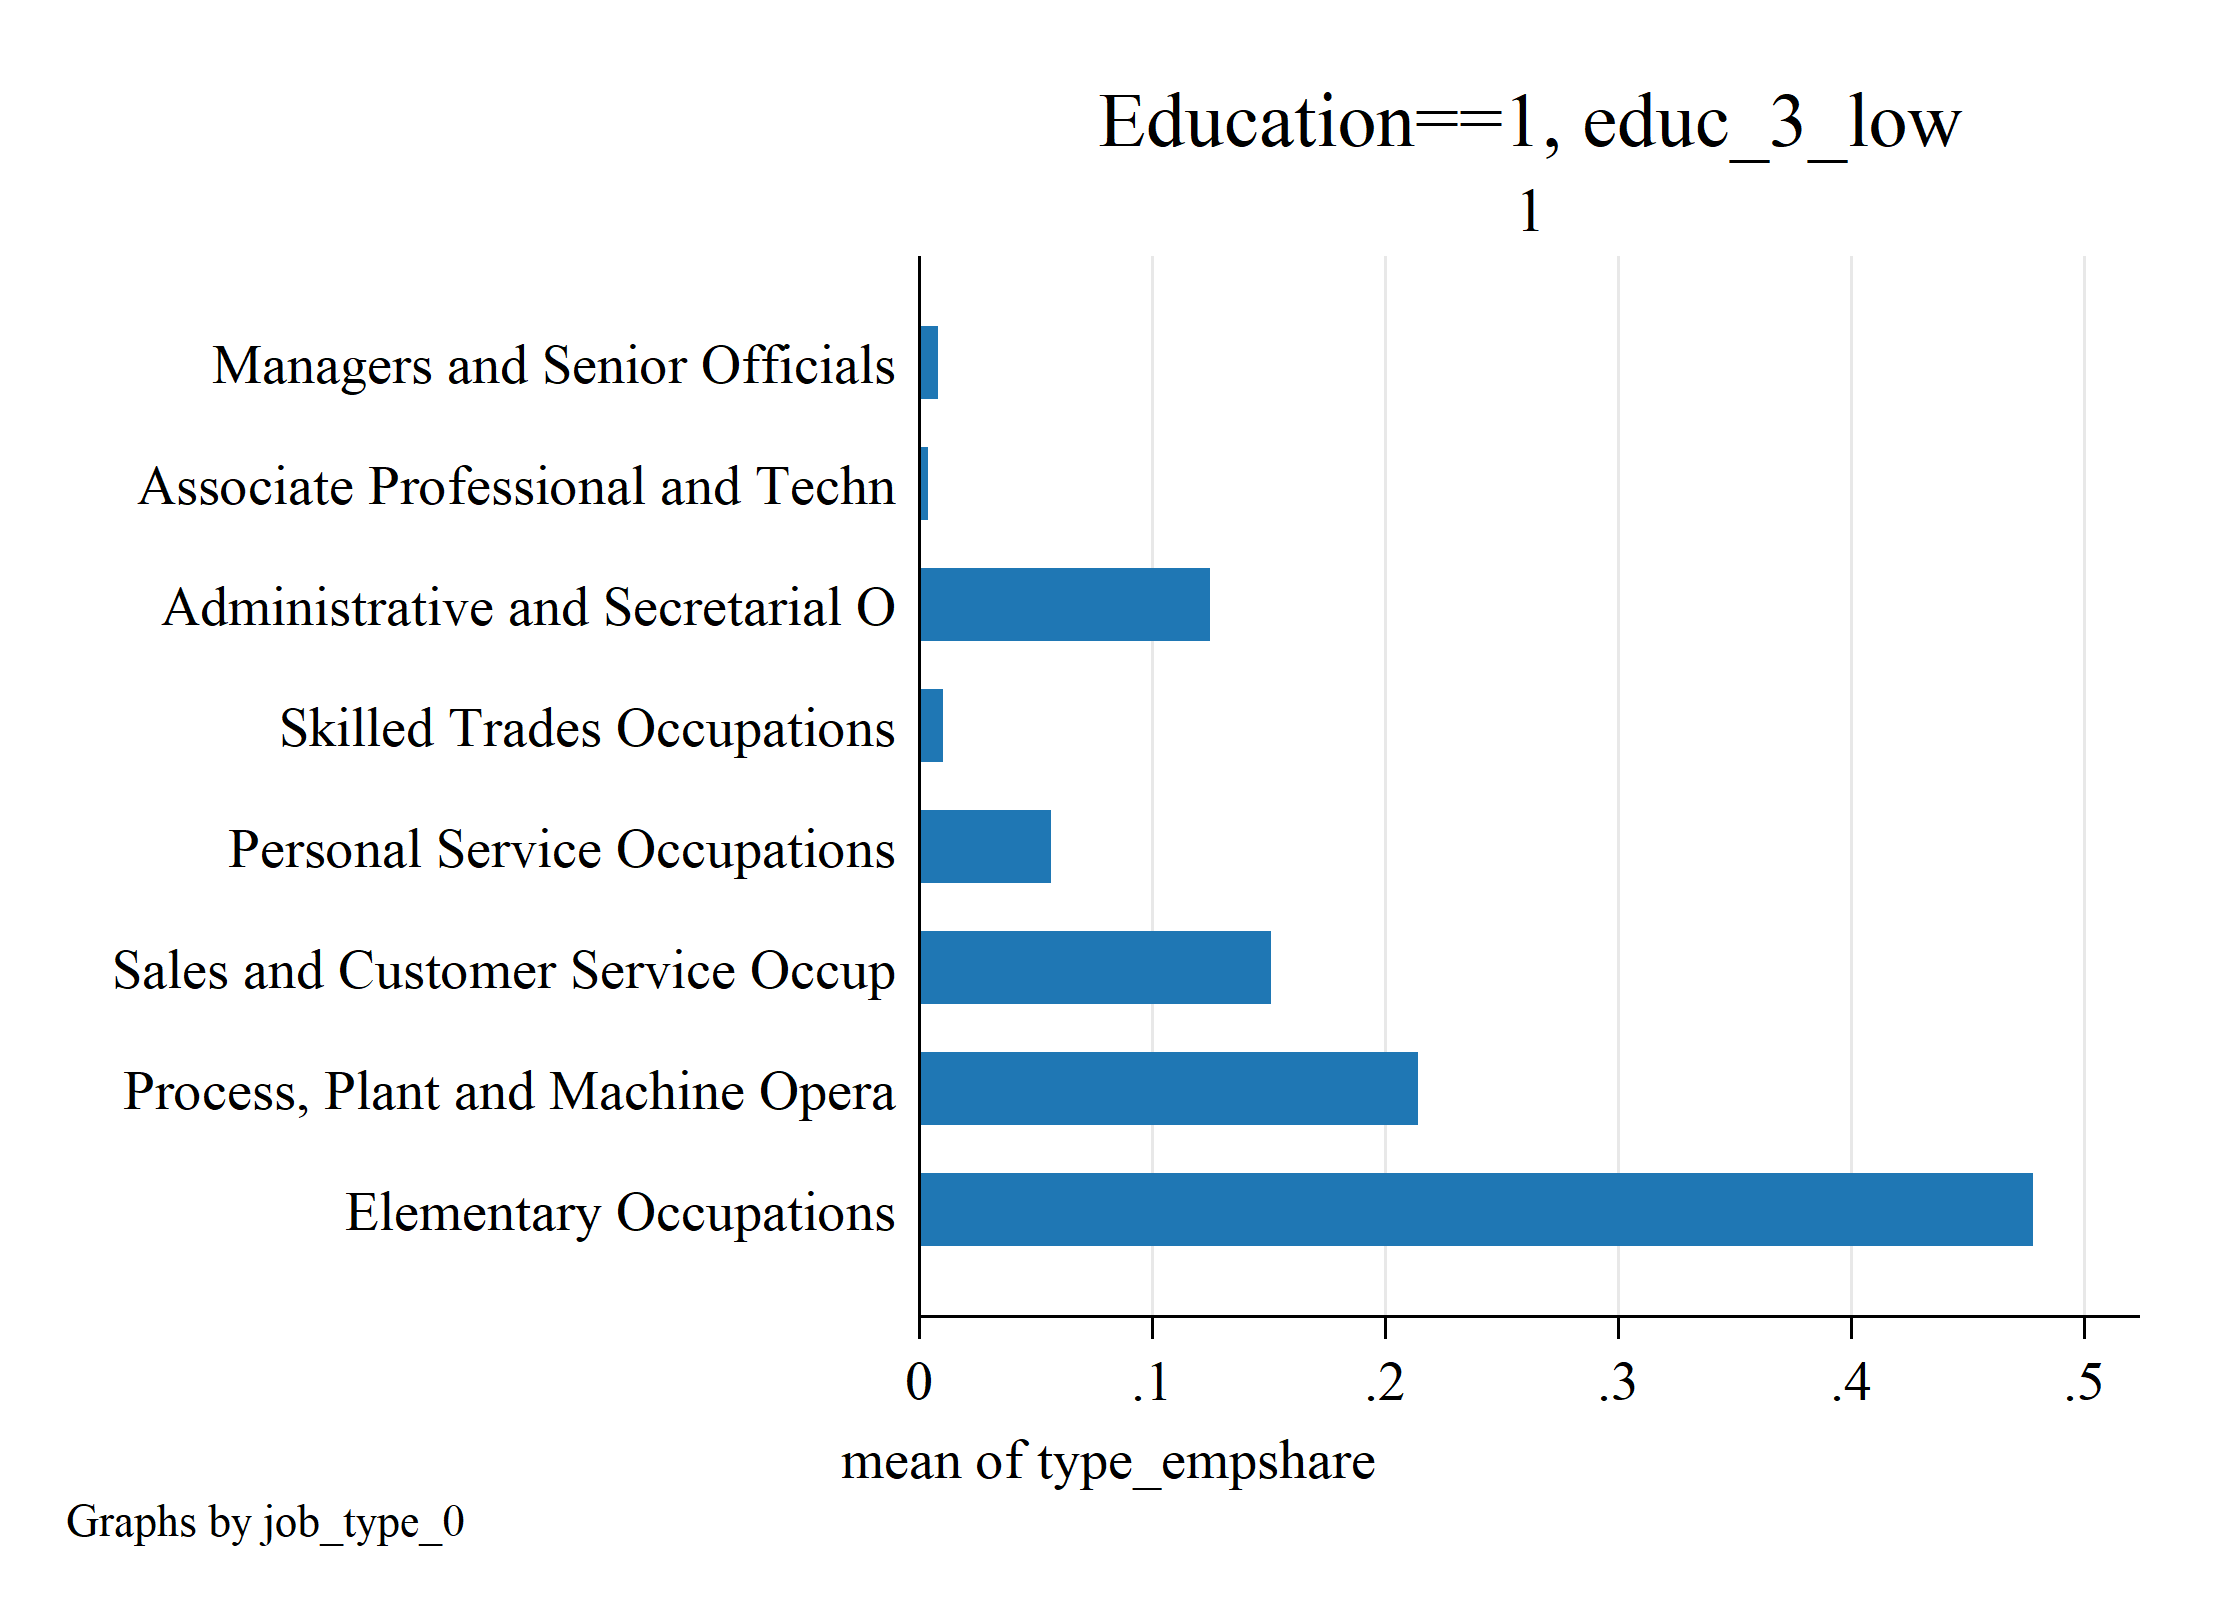 Education==1, educ_3_low
1
Managers and Senior Officials
Associate Professional and Techn
Administrative and Secretarial O
Skilled Trades Occupations
Personal Service Occupations
Sales and Customer Service Occup
Process, Plant and Machine Opera
Elementary Occupations
0 .1 .2 .3 .4 .5
mean of type_empshare
Graphs by job_type_0